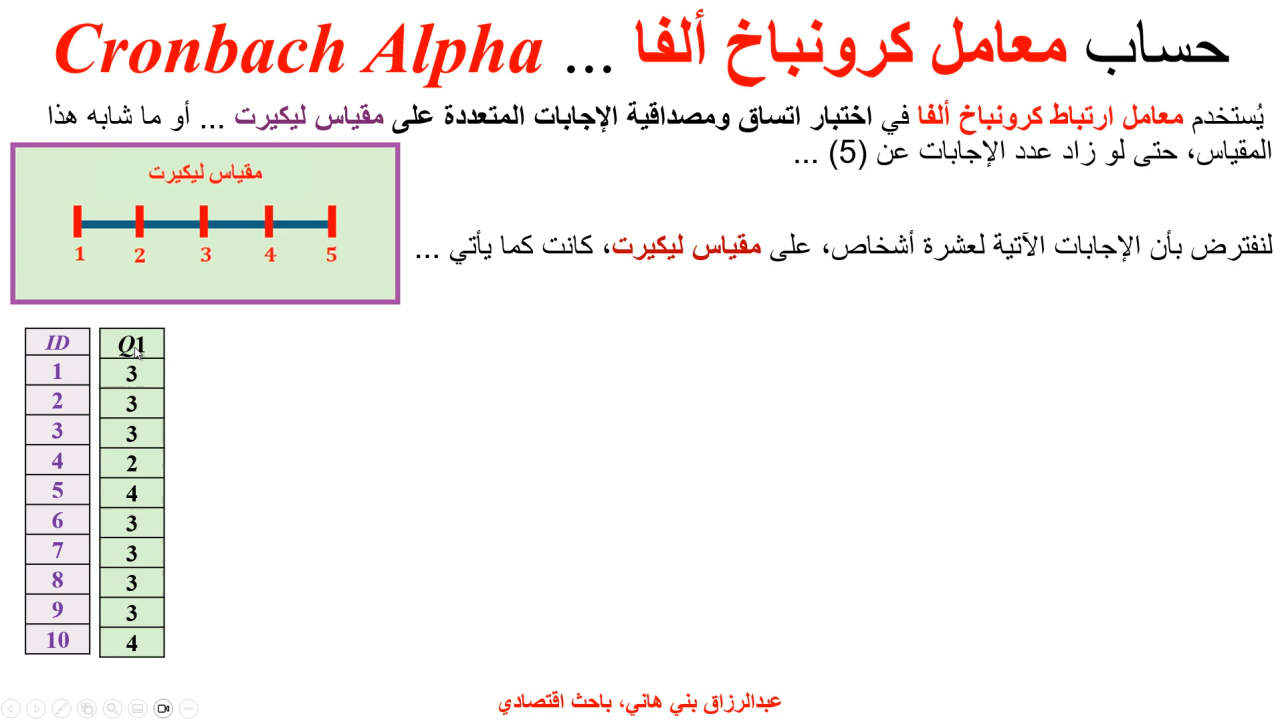 حساب معامل كرونباخ ألفا ... Cronbach Alpha
يُستخدم معامل ارتباط كرونباخ ألفا في اختبار اتساق ومصداقية الإجابات المتعددة على مقياس ليكيرت ... أو ما شابه هذا
المقياس، حتى لو زاد عدد الإجابات عن (5) ...
مقياس ليكيرت
1 2 3 4 5
لنفترض بأن الإجابات الآتية لعشرة أشخاص، على مقياس ليكيرت، كانت كما يأتي ...
ID Q1
1 3
2 3
3 3
4 2
5 4
6 3
7 3
8 3
9 3
10 4
عبدالرزاق بني هاني، باحث اقتصادي